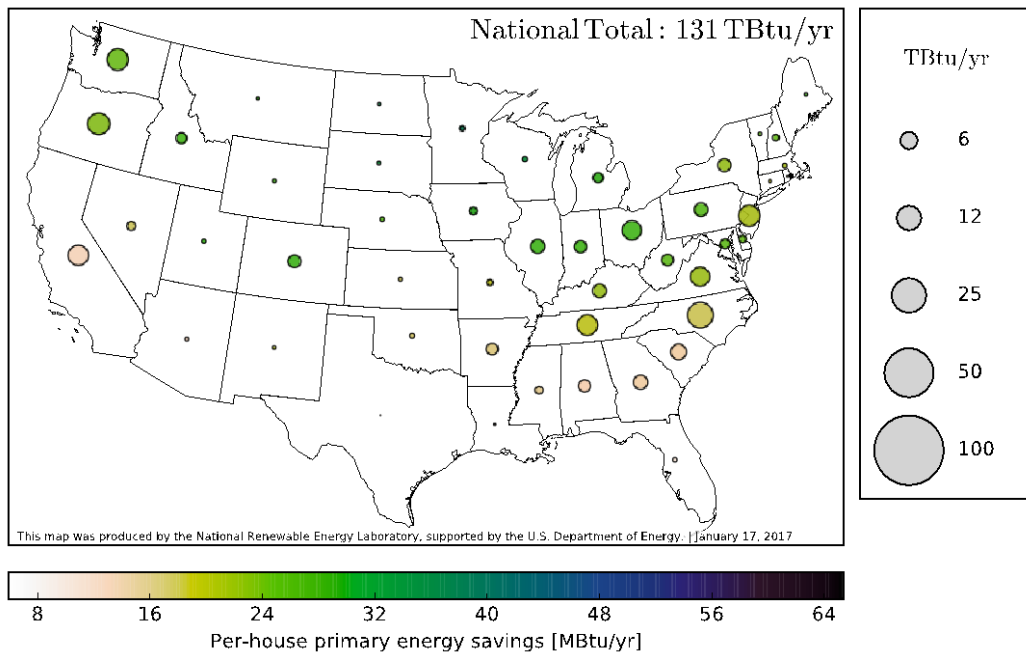 National Total : 131 TBtu/yr
This map was produced by the National Renewable Energy Laboratory, supported by the U.S. Department of Energy. | January 17, 2017
TBtu/yr
6
12
25
50
100
8 16 24 32 40 48 56 64
Per-house primary energy savings [MBtu/yr]